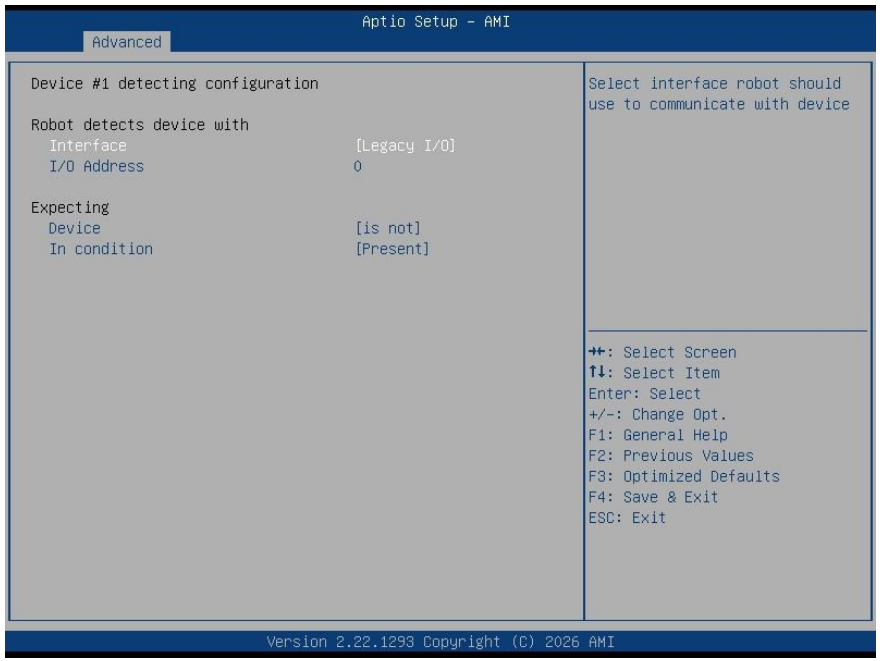 Aptio Setup – AMI
Advanced
Device #1 detecting configuration
Robot detects device with
Interface [Legacy I/O]
I/O Address 0
Expecting
Device [is not]
In condition [Present]
Select interface robot should
use to communicate with device
→←: Select Screen
↑↓: Select Item
Enter: Select
+/-: Change Opt.
F1: General Help
F2: Previous Values
F3: Optimized Defaults
F4: Save & Exit
ESC: Exit
Version 2.22.1293 Copyright (C) 2026 AMI